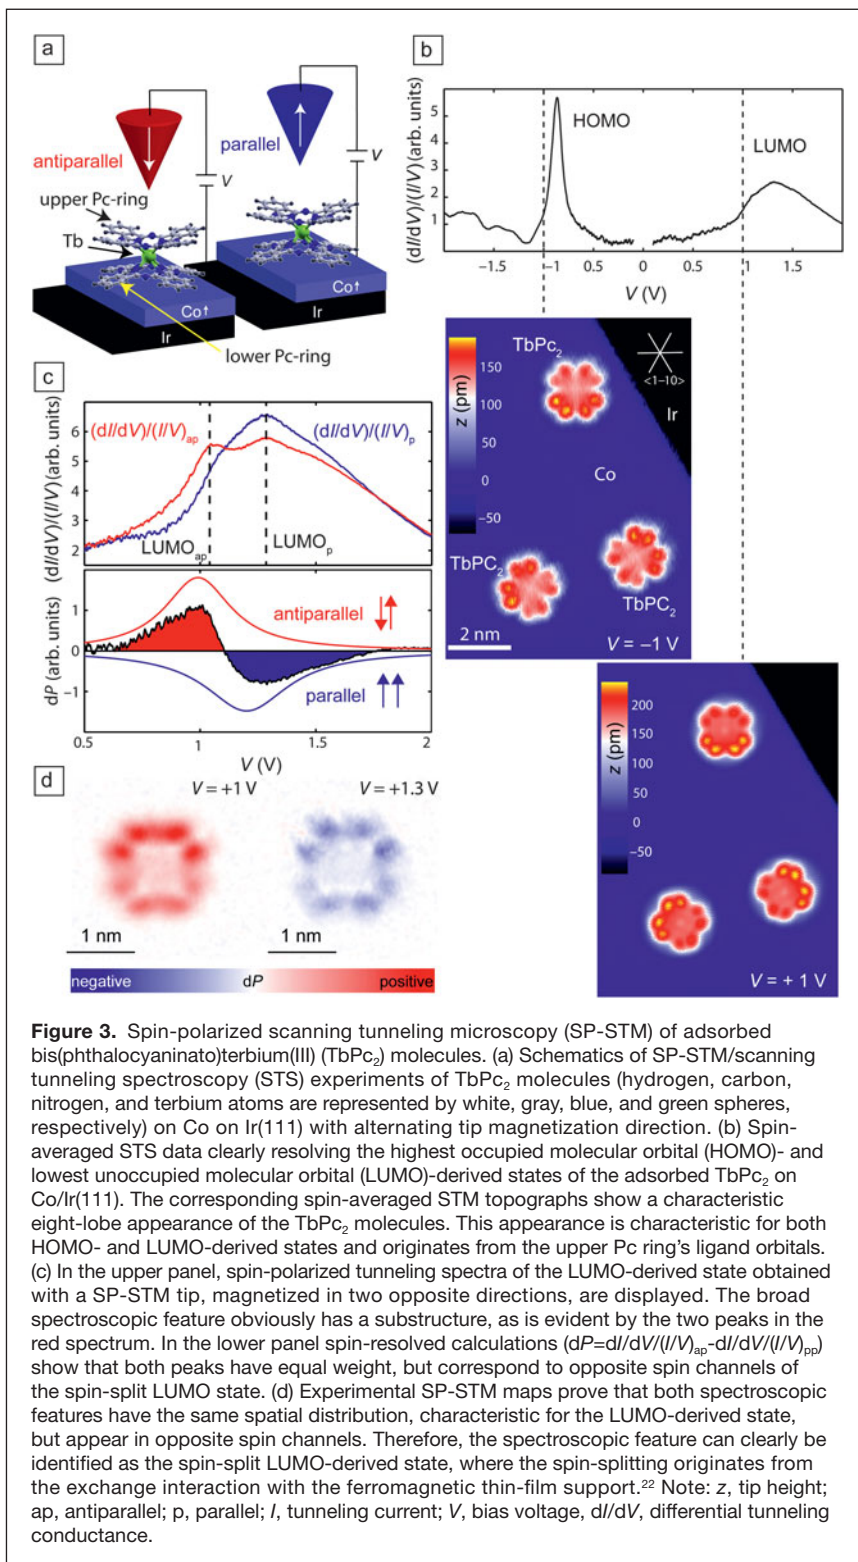 a
antiparallel
parallel
V
V
upper Pc-ring
Tb
Co↑
Ir
Co↑
Ir
lower Pc-ring
b
(dI/dV)/(I/V) (arb. units)
5
4
3
2
1
HOMO
LUMO
−1.5
−1
0.5
0
0.5
1
1.5
V (V)
TbPc2
150
100
50
0
−50
z (pm)
<1–10>
Ir
Co
TbPC2
TbPC2
2 nm
V = −1 V
c
(dI/dV)/(I/V) (arb. units)
6
5
4
3
2
(dI/dV)/(I/V)ap
(dI/dV)/(I/V)p
LUMOap
LUMOp
dP (arb. units)
1
0
−1
antiparallel ↓↑
parallel ↑↑
0.5
1
1.5
2
V (V)
200
150
100
50
0
−50
z (pm)
V = + 1 V
d
V = +1 V
V = +1.3 V
1 nm
1 nm
negative
dP
positive
Figure 3. Spin-polarized scanning tunneling microscopy (SP-STM) of adsorbed
bis(phthalocyaninato)terbium(III) (TbPc2) molecules. (a) Schematics of SP-STM/scanning
tunneling spectroscopy (STS) experiments of TbPc2 molecules (hydrogen, carbon,
nitrogen, and terbium atoms are represented by white, gray, blue, and green spheres,
respectively) on Co on Ir(111) with alternating tip magnetization direction. (b) Spin-
averaged STS data clearly resolving the highest occupied molecular orbital (HOMO)- and
lowest unoccupied molecular orbital (LUMO)-derived states of the adsorbed TbPc2 on
Co/Ir(111). The corresponding spin-averaged STM topographs show a characteristic
eight-lobe appearance of the TbPc2 molecules. This appearance is characteristic for both
HOMO- and LUMO-derived states and originates from the upper Pc ring's ligand orbitals.
(c) In the upper panel, spin-polarized tunneling spectra of the LUMO-derived state obtained
with a SP-STM tip, magnetized in two opposite directions, are displayed. The broad
spectroscopic feature obviously has a substructure, as is evident by the two peaks in the
red spectrum. In the lower panel spin-resolved calculations (dP=dI/dV/(I/V)ap-dI/dV/(I/V)pp)
show that both peaks have equal weight, but correspond to opposite spin channels of
the spin-split LUMO state. (d) Experimental SP-STM maps prove that both spectroscopic
features have the same spatial distribution, characteristic for the LUMO-derived state,
but appear in opposite spin channels. Therefore, the spectroscopic feature can clearly be
identified as the spin-split LUMO-derived state, where the spin-splitting originates from
the exchange interaction with the ferromagnetic thin-film support.22 Note: z, tip height;
ap, antiparallel; p, parallel; I, tunneling current; V, bias voltage, dI/dV, differential tunneling
conductance.